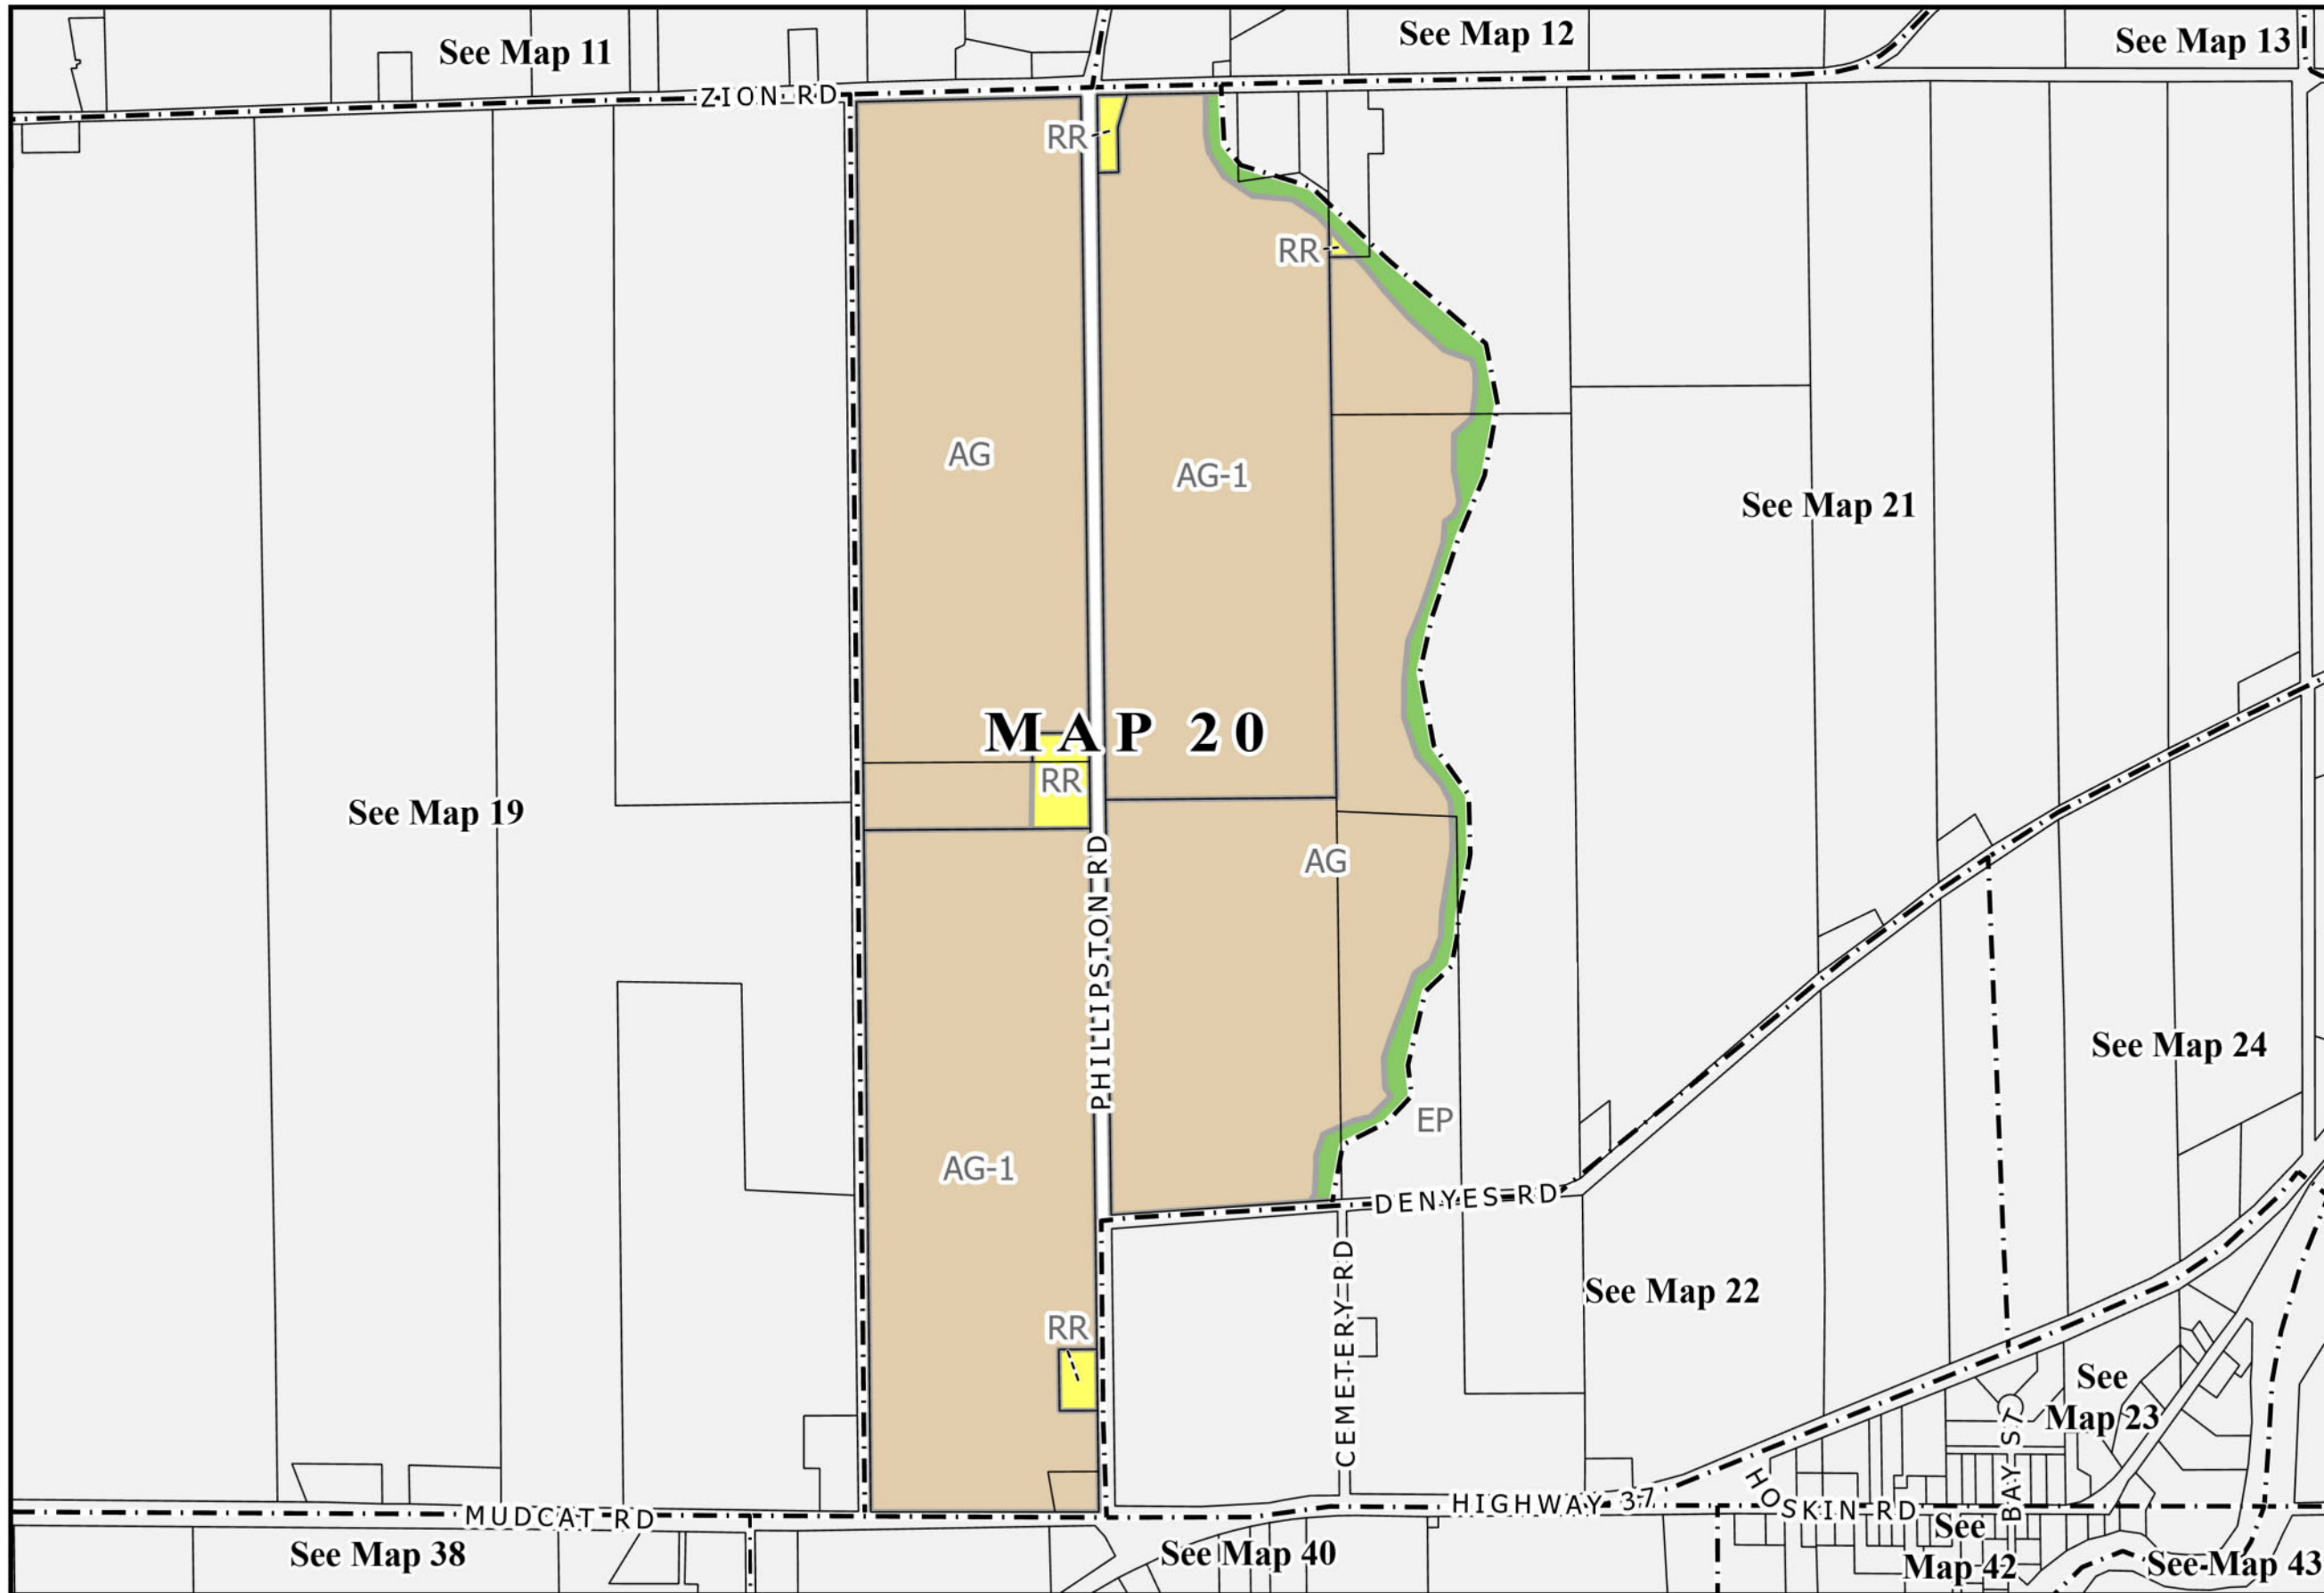 See Map 11
See Map 12
See Map 13
ZION RD
RR
RR
AG
AG-1
See Map 21
MAP 20
RR
See Map 19
PHILLIPSTON RD
AG
See Map 24
EP
AG-1
DENYES RD
CEMETERY RD
See Map 22
RR
See
Map 23
BAY ST
HIGHWAY 37
HOSKIN RD
MUDCAT RD
See Map 38
See Map 40
See
Map 42
See Map 43